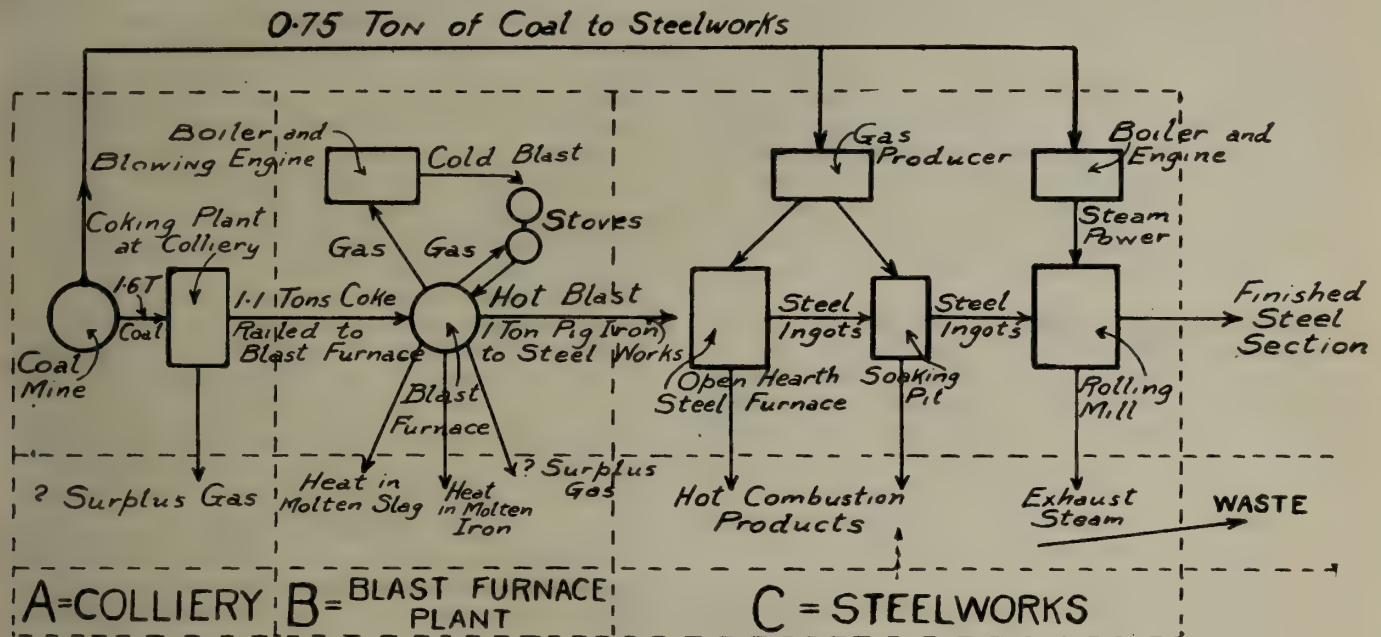 0·75 Ton of Coal to Steelworks
Boiler and
Blowing Engine
Cold Blast
Stoves
Gas
Gas
Coking Plant
at Colliery
1·6T
Coal
Coal
Mine
1·1 Tons Coke
Railed to
Blast Furnace
Hot Blast
1 Ton Pig Iron
to Steel Works
Blast
Furnace
? Surplus Gas
Heat in
Molten Slag
Heat
in Molten
Iron
? Surplus
Gas
Gas
Producer
Boiler and
Engine
Steam
Power
Steel
Ingots
Steel
Ingots
Finished
Steel
Section
Open Hearth
Steel Furnace
Soaking
Pit
Rolling
Mill
Hot Combustion
Products
Exhaust
Steam
WASTE
A=COLLIERY
B=BLAST FURNACE
PLANT
C=STEELWORKS